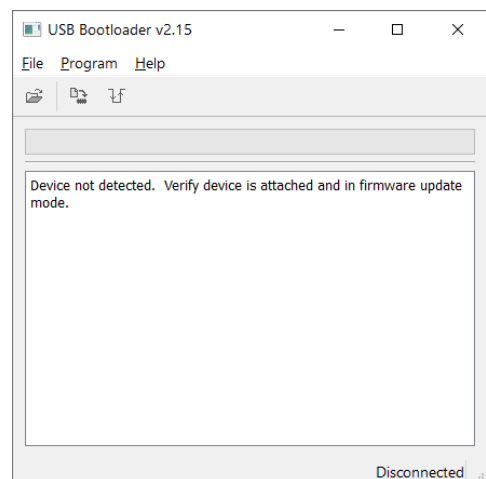 USB Bootloader v2.15
File Program Help
Device not detected.  Verify device is attached and in firmware update
mode.
Disconnected